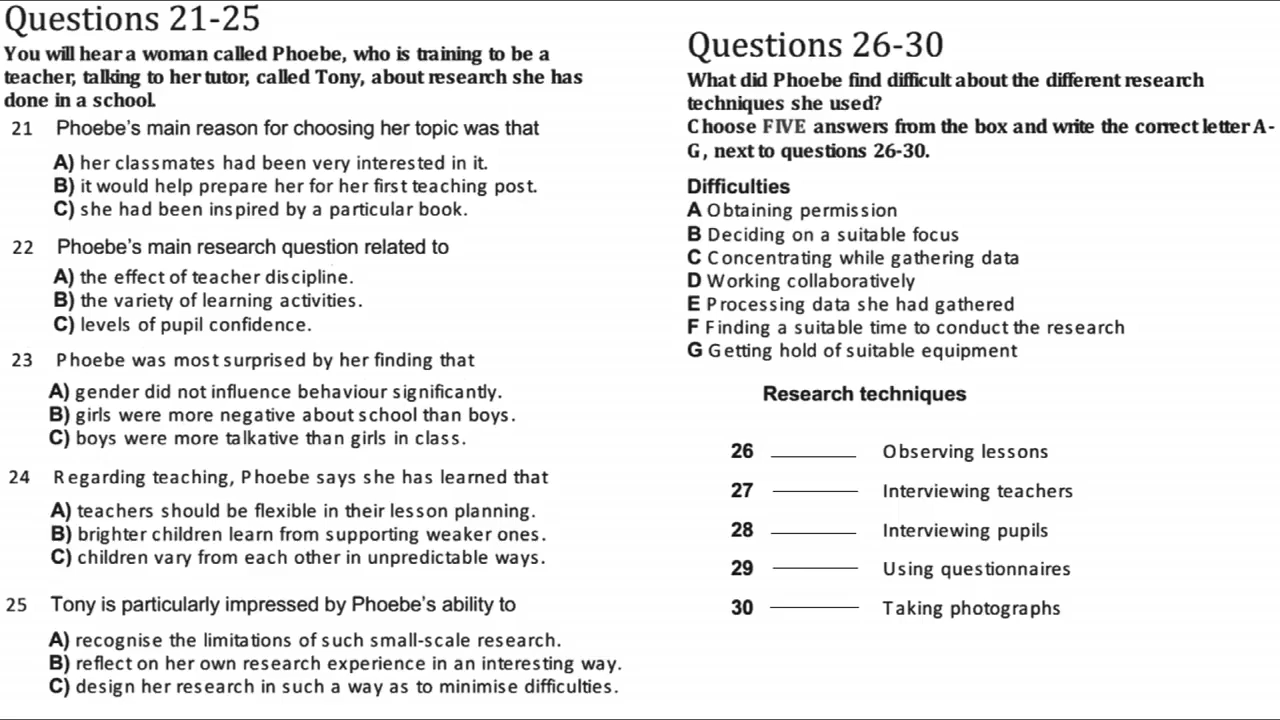 Questions 21-25
You will hear a woman called Phoebe, who is training to be a
teacher, talking to her tutor, called Tony, about research she has
done in a school.
21 Phoebe's main reason for choosing her topic was that
A) her classmates had been very interested in it.
B) it would help prepare her for her first teaching post.
C) she had been inspired by a particular book.
22 Phoebe's main research question related to
A) the effect of teacher discipline.
B) the variety of learning activities.
C) levels of pupil confidence.
23 Phoebe was most surprised by her finding that
A) gender did not influence behaviour significantly.
B) girls were more negative about school than boys.
C) boys were more talkative than girls in class.
24 Regarding teaching, Phoebe says she has learned that
A) teachers should be flexible in their lesson planning.
B) brighter children learn from supporting weaker ones.
C) children vary from each other in unpredictable ways.
25 Tony is particularly impressed by Phoebe's ability to
A) recognise the limitations of such small-scale research.
B) reflect on her own research experience in an interesting way.
C) design her research in such a way as to minimise difficulties.
Questions 26-30
What did Phoebe find difficult about the different research
techniques she used?
Choose FIVE answers from the box and write the correct letter A-
G, next to questions 26-30.
Difficulties
A Obtaining permission
B Deciding on a suitable focus
C Concentrating while gathering data
D Working collaboratively
E Processing data she had gathered
F Finding a suitable time to conduct the research
G Getting hold of suitable equipment
Research techniques
26 ________ Observing lessons
27 ________ Interviewing teachers
28 ________ Interviewing pupils
29 ________ Using questionnaires
30 ________ Taking photographs